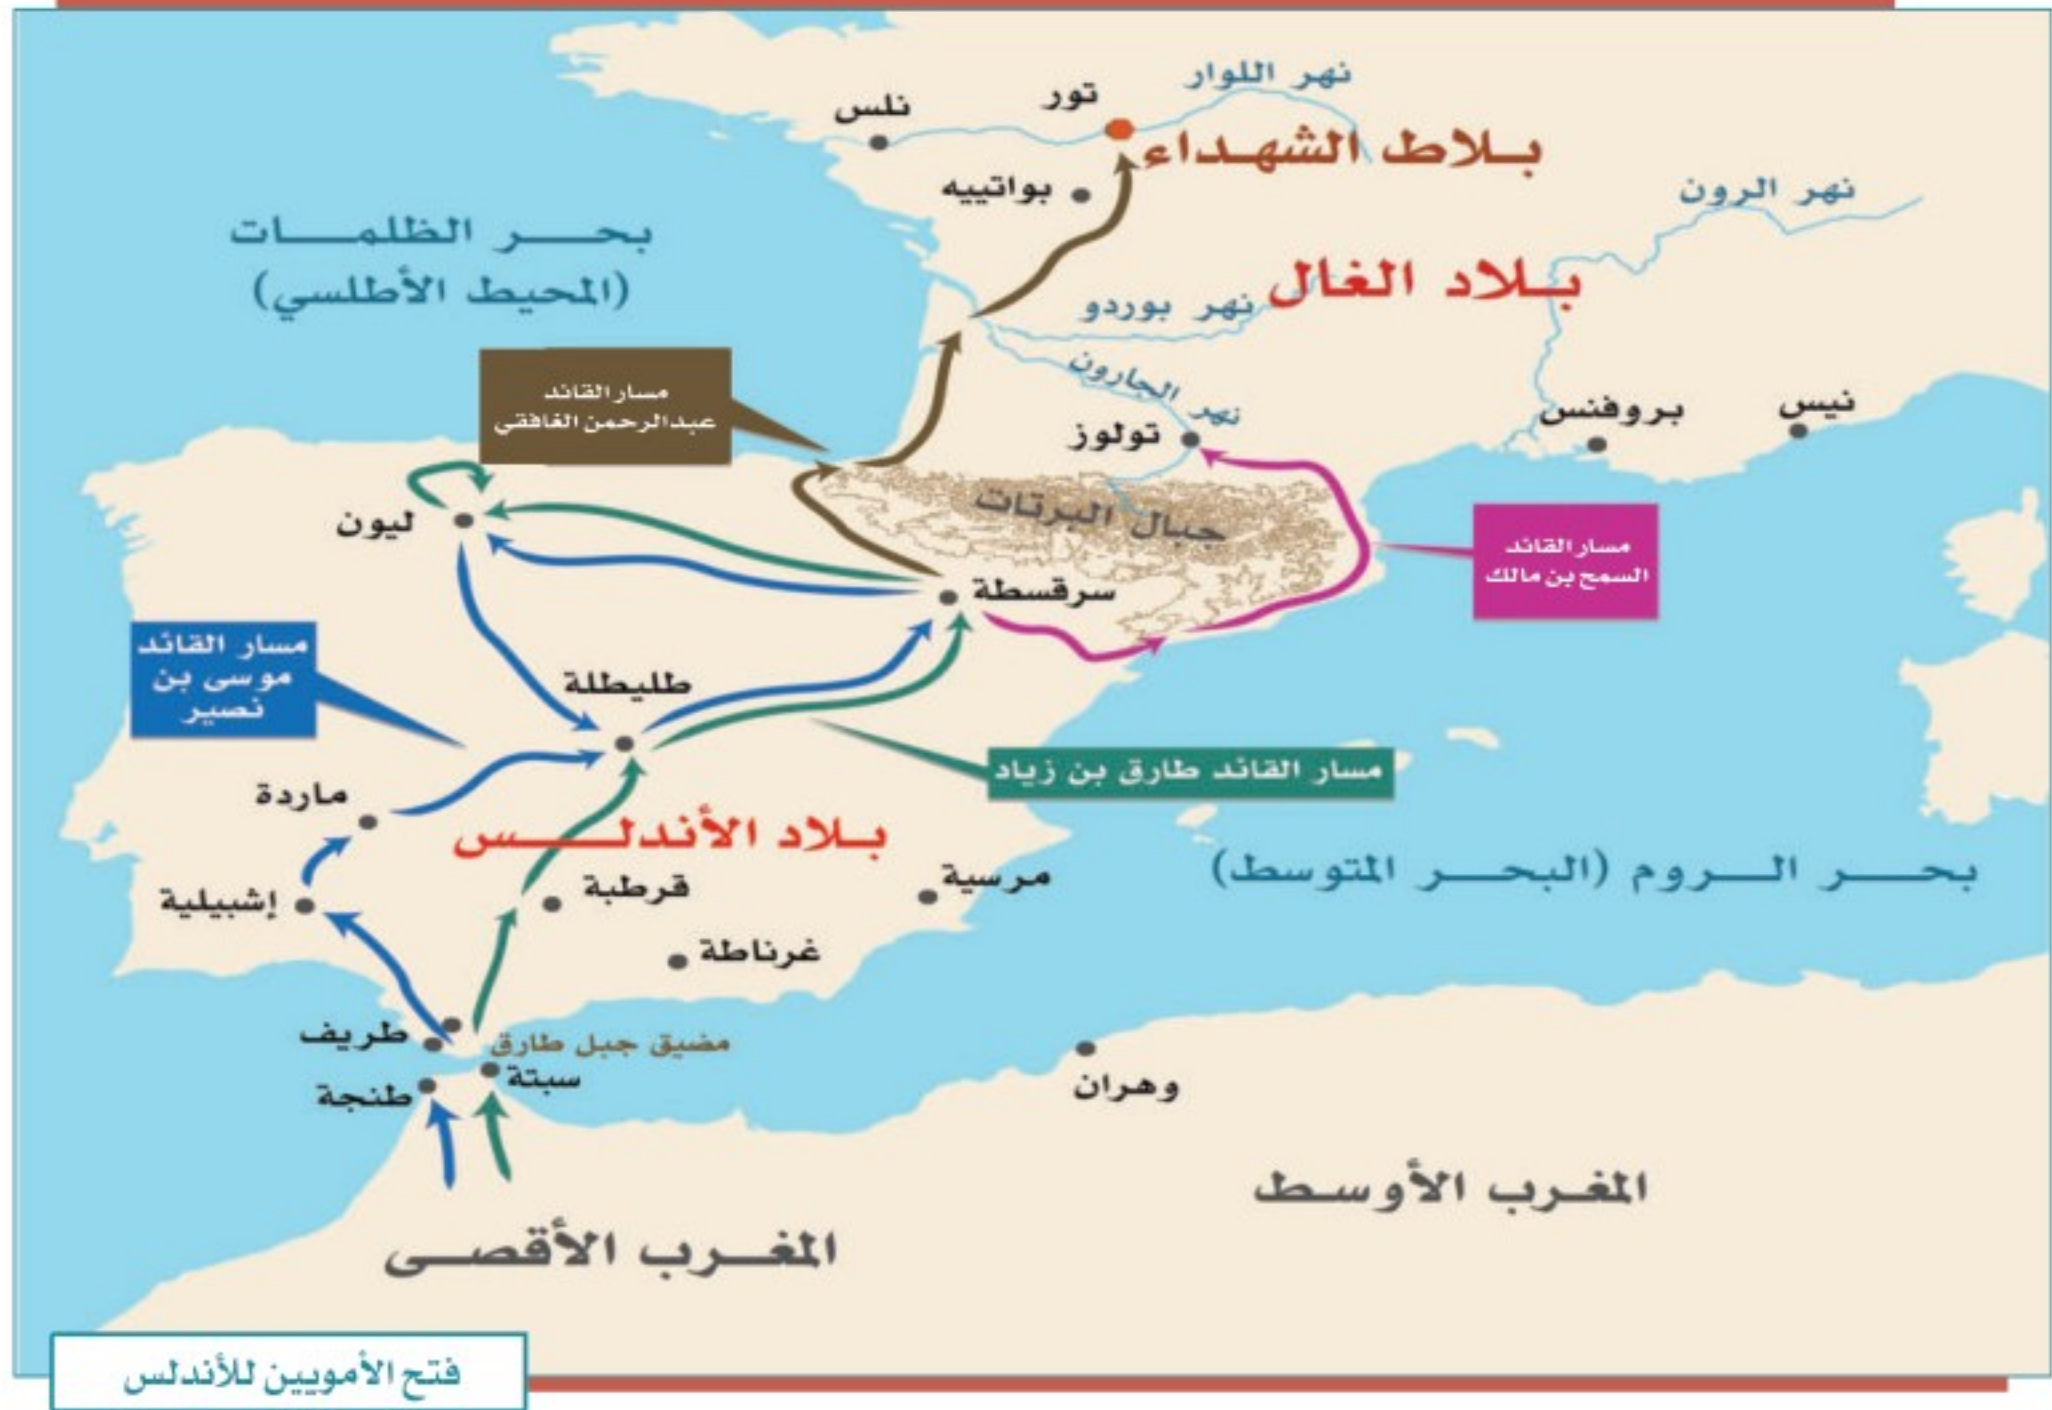 نهر اللوار
تور
نلس
بلاط الشهداء
بواتييه
نهر الرون
بحر الظلمات
(المحيط الأطلسي)
بلاد الغال
نهر بوردو
نهر الجارون
مسار القائد
عبدالرحمن الغافقي
نيس
بروفنس
تولوز
جبال البرتات
ليون
مسار القائد
السمح بن مالك
سرقسطة
مسار القائد
موسى بن
نصير
طليطلة
مسار القائد طارق بن زياد
ماردة
بلاد الأندلس
بحر الروم (البحر المتوسط)
مرسية
قرطبة
إشبيلية
غرناطة
طريف
مضيق جبل طارق
سبتة
طنجة
وهران
المغرب الأوسط
المغرب الأقصى
فتح الأمويين للأندلس